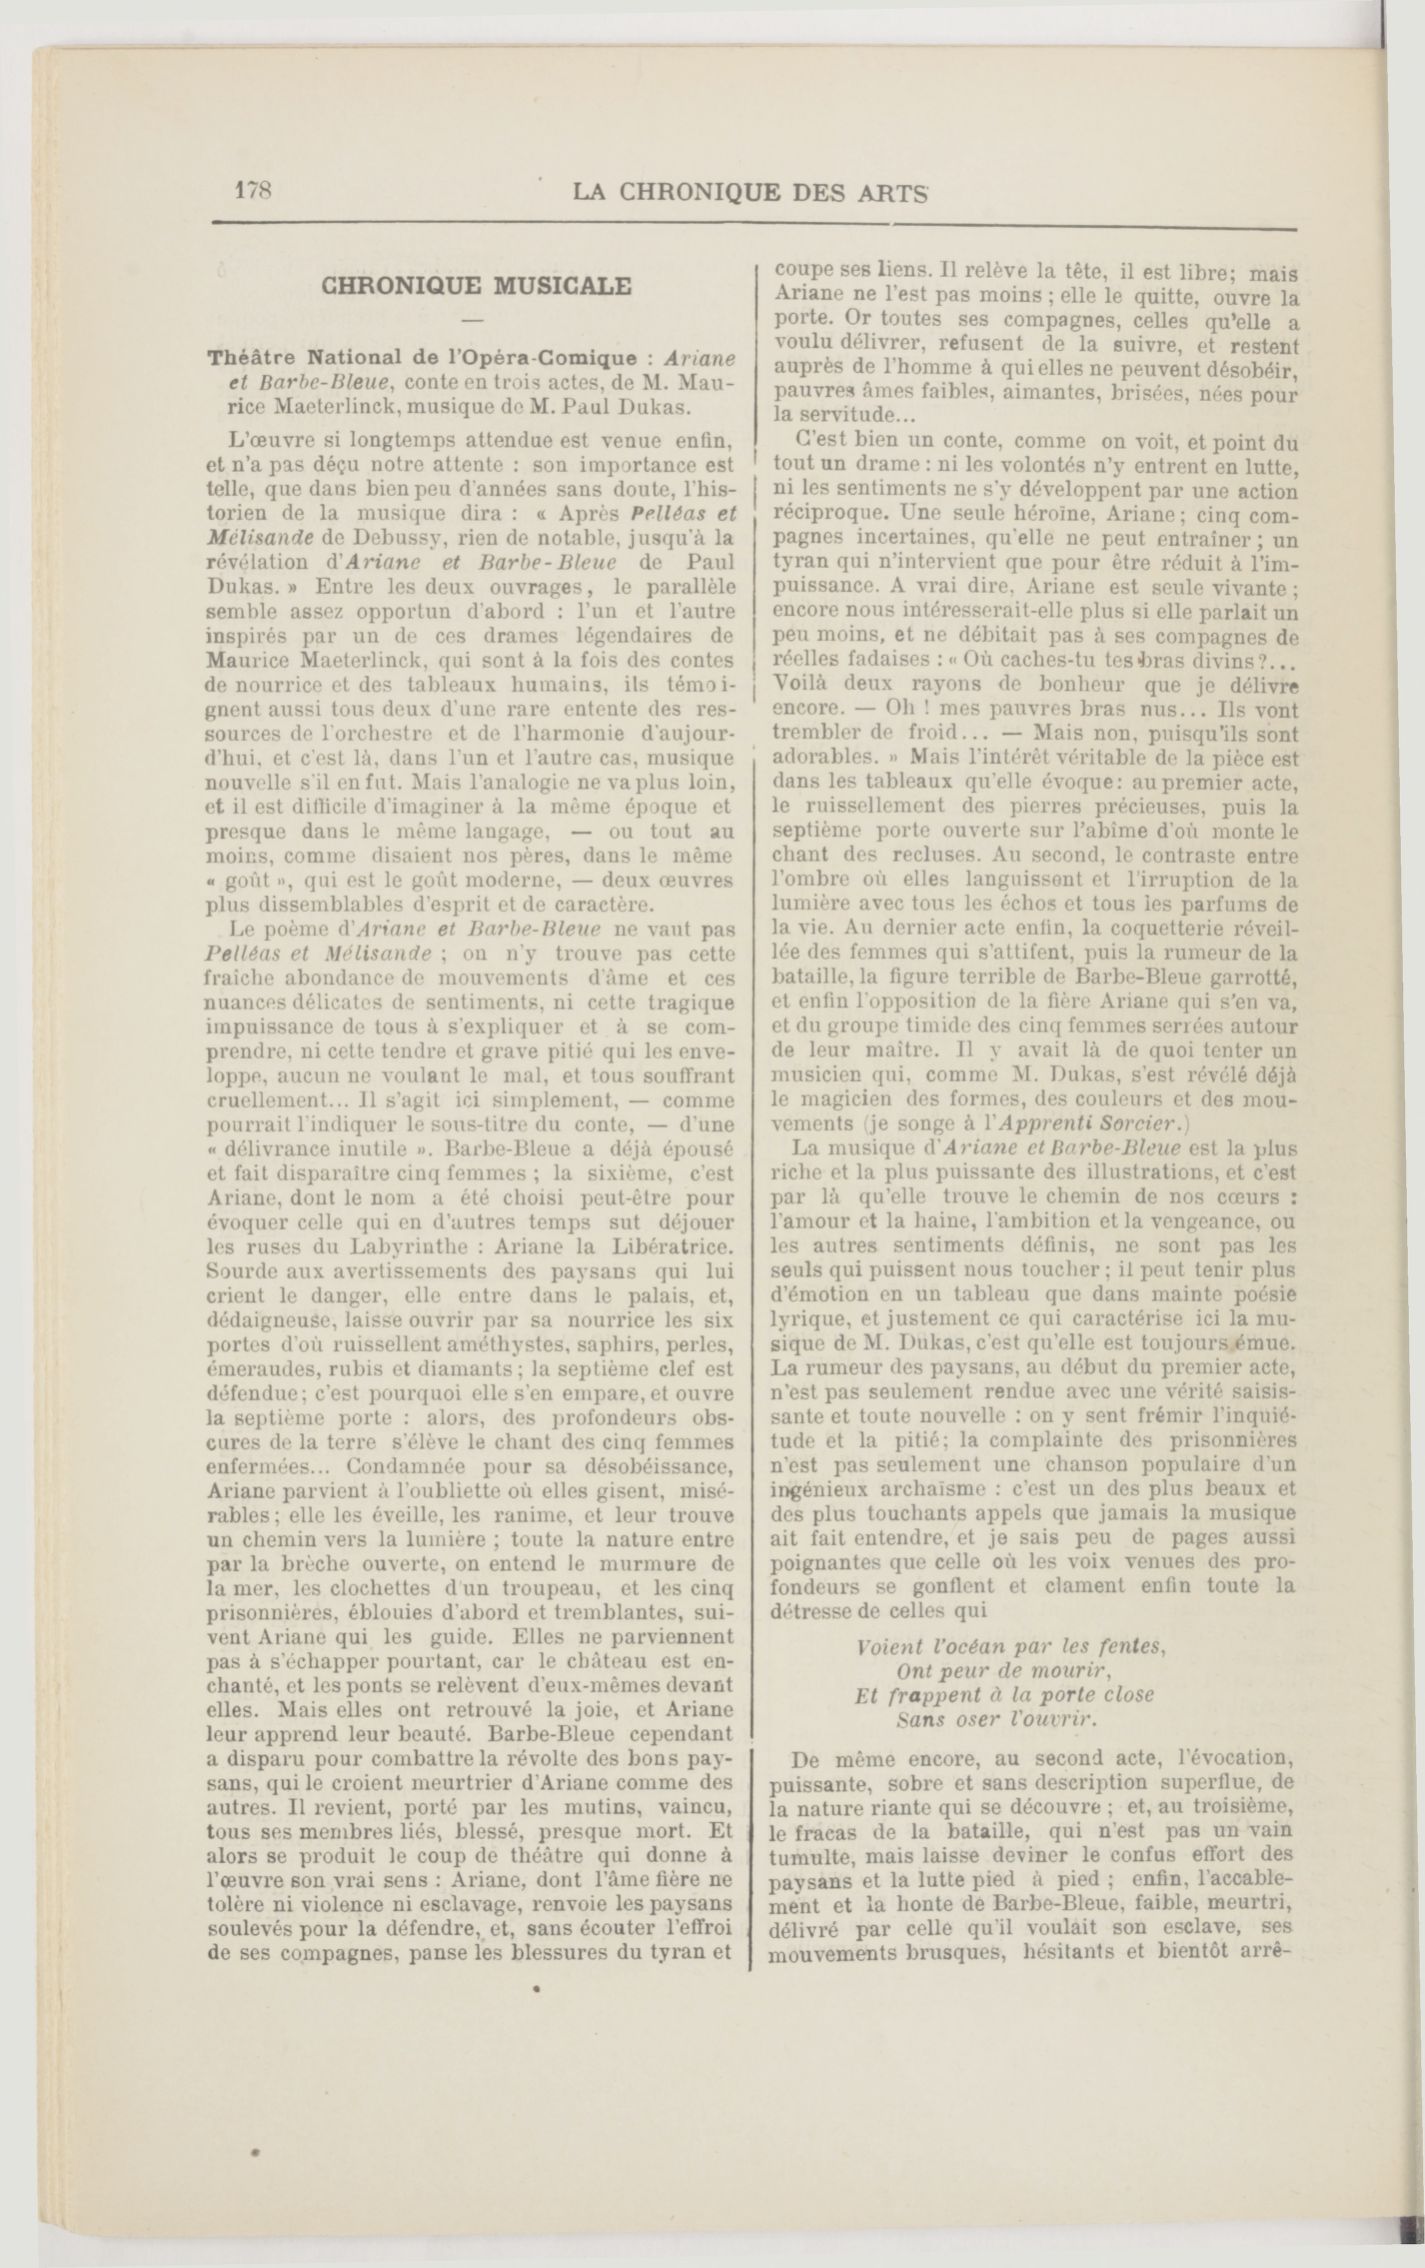 178
LA CHRONIQUE DES ARTS
CHRONIQUE MUSICALE
Théâtre National de l'Opéra-Comique : Ariane
et Barbe-Bleue, conte en trois actes, de M. Mau-
rice Maeterlinck, musique de M. Paul Dukas.
L'œuvre si longtemps attendue est venue enfin,
et n'a pas déçu notre attente : son importance est
telle, que dans bien peu d'années sans doute, l'his-
torien de la musique dira : « Après Pelléas et
Mélisande de Debussy, rien de notable, jusqu'à la
révélation d'Ariane et Barbe-Bleue de Paul
Dukas. » Entre les deux ouvrages, le parallèle
semble assez opportun d'abord : l'un et l'autre
inspirés par un de ces drames légendaires de
Maurice Maeterlinck, qui sont à la fois des contes
de nourrice et des tableaux humains, ils témoi-
gnent aussi tous deux d'une rare entente des res-
sources de l'orchestre et de l'harmonie d'aujour-
d'hui, et c'est là, dans l'un et l'autre cas, musique
nouvelle s'il en fut. Mais l'analogie ne va plus loin,
et il est difficile d'imaginer à la même époque et
presque dans le même langage, — ou tout au
moins, comme disaient nos pères, dans le même
« goût », qui est le goût moderne, — deux œuvres
plus dissemblables d'esprit et de caractère.
Le poème d'Ariane et Barbe-Bleue ne vaut pas
Pelléas et Mélisande ; on n'y trouve pas cette
fraîche abondance de mouvements d'âme et ces
nuances délicates de sentiments, ni cette tragique
impuissance de tous à s'expliquer et à se com-
prendre, ni cette tendre et grave pitié qui les enve-
loppe, aucun ne voulant le mal, et tous souffrant
cruellement... Il s'agit ici simplement, — comme
pourrait l'indiquer le sous-titre du conte, — d'une
« délivrance inutile ». Barbe-Bleue a déjà épousé
et fait disparaître cinq femmes ; la sixième, c'est
Ariane, dont le nom a été choisi peut-être pour
évoquer celle qui en d'autres temps sut déjouer
les ruses du Labyrinthe : Ariane la Libératrice.
Sourde aux avertissements des paysans qui lui
crient le danger, elle entre dans le palais, et,
dédaigneuse, laisse ouvrir par sa nourrice les six
portes d'où ruissellent améthystes, saphirs, perles,
émeraudes, rubis et diamants ; la septième clef est
défendue ; c'est pourquoi elle s'en empare, et ouvre
la septième porte : alors, des profondeurs obs-
cures de la terre s'élève le chant des cinq femmes
enfermées... Condamnée pour sa désobéissance,
Ariane parvient à l'oubliette où elles gisent, misé-
rables ; elle les éveille, les ranime, et leur trouve
un chemin vers la lumière ; toute la nature entre
par la brèche ouverte, on entend le murmure de
la mer, les clochettes d'un troupeau, et les cinq
prisonnières, éblouies d'abord et tremblantes, sui-
vent Ariane qui les guide. Elles ne parviennent
pas à s'échapper pourtant, car le château est en-
chanté, et les ponts se relèvent d'eux-mêmes devant
elles. Mais elles ont retrouvé la joie, et Ariane
leur apprend leur beauté. Barbe-Bleue cependant
a disparu pour combattre la révolte des bons pay-
sans, qui le croient meurtrier d'Ariane comme des
autres. Il revient, porté par les mutins, vaincu,
tous ses membres liés, blessé, presque mort. Et
alors se produit le coup de théâtre qui donne à
l'œuvre son vrai sens : Ariane, dont l'âme fière ne
tolère ni violence ni esclavage, renvoie les paysans
soulevés pour la défendre, et, sans écouter l'effroi
de ses compagnes, panse les blessures du tyran et
coupe ses liens. Il relève la tête, il est libre ; mais
Ariane ne l'est pas moins ; elle le quitte, ouvre la
porte. Or toutes ses compagnes, celles qu'elle a
voulu délivrer, refusent de la suivre, et restent
auprès de l'homme à qui elles ne peuvent désobéir,
pauvres âmes faibles, aimantes, brisées, nées pour
la servitude...
C'est bien un conte, comme on voit, et point du
tout un drame : ni les volontés n'y entrent en lutte,
ni les sentiments ne s'y développent par une action
réciproque. Une seule héroïne, Ariane ; cinq com-
pagnes incertaines, qu'elle ne peut entraîner ; un
tyran qui n'intervient que pour être réduit à l'im-
puissance. A vrai dire, Ariane est seule vivante ;
encore nous intéresserait-elle plus si elle parlait un
peu moins, et ne débitait pas à ses compagnes de
réelles fadaises : « Où caches-tu tes bras divins ?...
Voilà deux rayons de bonheur que je délivre
encore. — Oh ! mes pauvres bras nus... Ils vont
trembler de froid... — Mais non, puisqu'ils sont
adorables. » Mais l'intérêt véritable de la pièce est
dans les tableaux qu'elle évoque : au premier acte,
le ruissellement des pierres précieuses, puis la
septième porte ouverte sur l'abîme d'où monte le
chant des recluses. Au second, le contraste entre
l'ombre où elles languissent et l'irruption de la
lumière avec tous les échos et tous les parfums de
la vie. Au dernier acte enfin, la coquetterie réveil-
lée des femmes qui s'attifent, puis la rumeur de la
bataille, la figure terrible de Barbe-Bleue garrotté,
et enfin l'opposition de la fière Ariane qui s'en va,
et du groupe timide des cinq femmes serrées autour
de leur maître. Il y avait là de quoi tenter un
musicien qui, comme M. Dukas, s'est révélé déjà
le magicien des formes, des couleurs et des mou-
vements (je songe à l'Apprenti Sorcier.)
La musique d'Ariane et Barbe-Bleue est la plus
riche et la plus puissante des illustrations, et c'est
par là qu'elle trouve le chemin de nos cœurs :
l'amour et la haine, l'ambition et la vengeance, ou
les autres sentiments définis, ne sont pas les
seuls qui puissent nous toucher ; il peut tenir plus
d'émotion en un tableau que dans mainte poésie
lyrique, et justement ce qui caractérise ici la mu-
sique de M. Dukas, c'est qu'elle est toujours émue.
La rumeur des paysans, au début du premier acte,
n'est pas seulement rendue avec une vérité saisis-
sante et toute nouvelle : on y sent frémir l'inquié-
tude et la pitié ; la complainte des prisonnières
n'est pas seulement une chanson populaire d'un
ingénieux archaïsme : c'est un des plus beaux et
des plus touchants appels que jamais la musique
ait fait entendre, et je sais peu de pages aussi
poignantes que celle où les voix venues des pro-
fondeurs se gonflent et clament enfin toute la
détresse de celles qui
Voient l'océan par les fentes,
Ont peur de mourir,
Et frappent à la porte close
Sans oser l'ouvrir.
De même encore, au second acte, l'évocation,
puissante, sobre et sans description superflue, de
la nature riante qui se découvre ; et, au troisième,
le fracas de la bataille, qui n'est pas un vain
tumulte, mais laisse deviner le confus effort des
paysans et la lutte pied à pied ; enfin, l'accable-
ment et la honte de Barbe-Bleue, faible, meurtri,
délivré par celle qu'il voulait son esclave, ses
mouvements brusques, hésitants et bientôt arrê-